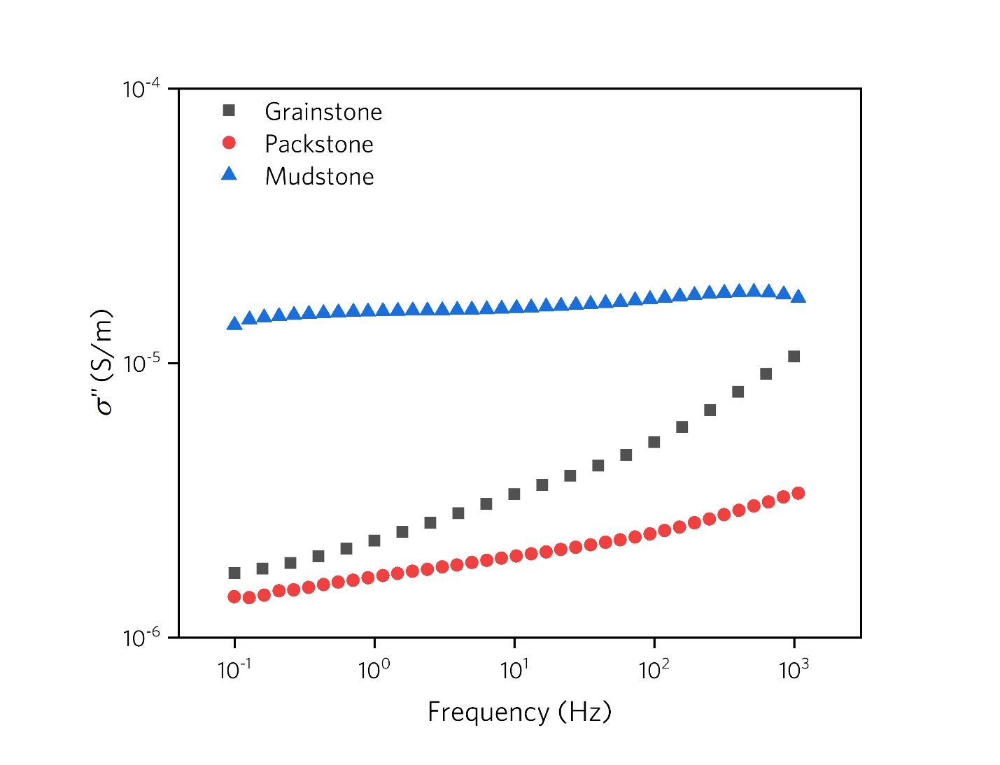 10⁻⁴
Grainstone
Packstone
Mudstone
σ" (S/m)
10⁻⁵
10⁻⁶
10⁻¹ 10⁰ 10¹ 10² 10³
Frequency (Hz)